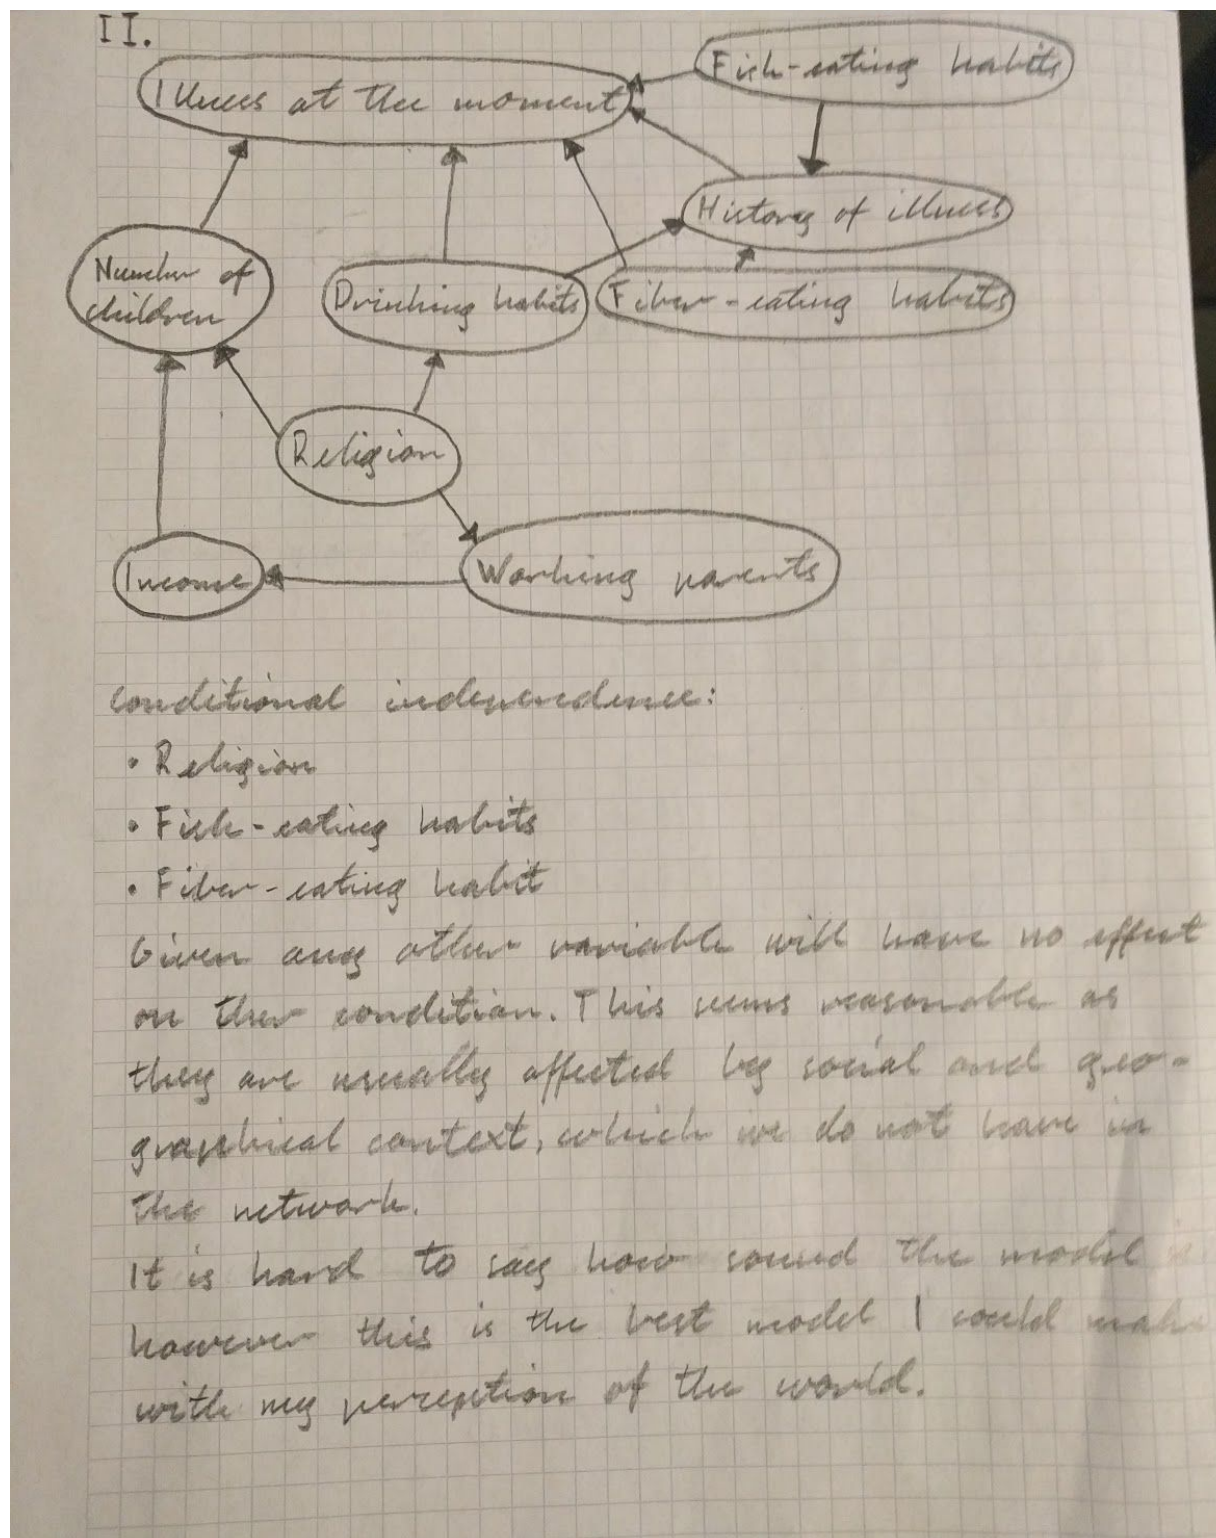 II.
Fish-eating habits
Illness at the moment
History of illness
Number of
children
Drinking habits
Fiber-eating habits
Religion
Income
Working parents
Conditional independence:
• Religion
• Fish-eating habits
• Fiber-eating habit
Given any other variable will have no effect
on their condition. This seems reasonable as
they are usually affected by social and geo-
graphical context, which we do not have in
the network.
It is hard to say how sound the model is
however this is the best model I could make
with my perception of the world.